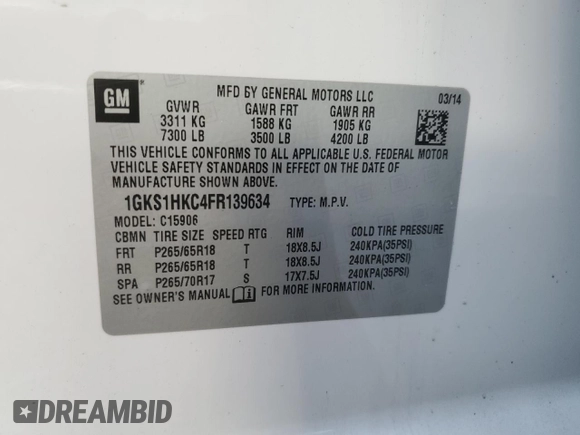 GM
MFD BY GENERAL MOTORS LLC 03/14
GVWR GAWR FRT GAWR RR
3311 KG 1588 KG 1905 KG
7300 LB 3500 LB 4200 LB
THIS VEHICLE CONFORMS TO ALL APPLICABLE U.S. FEDERAL MOTOR
VEHICLE SAFETY STANDARDS IN EFFECT ON THE DATE OF
MANUFACTURE SHOWN ABOVE.
1GKS1HKC4FR139634 TYPE: M.P.V.
MODEL: C15906
CBMN TIRE SIZE SPEED RTG RIM COLD TIRE PRESSURE
FRT P265/65R18 T 18X8.5J 240KPA(35PSI)
RR P265/65R18 T 18X8.5J 240KPA(35PSI)
SPA P265/70R17 S 17X7.5J 240KPA(35PSI)
SEE OWNER'S MANUAL FOR MORE INFORMATION.
DREAMBID